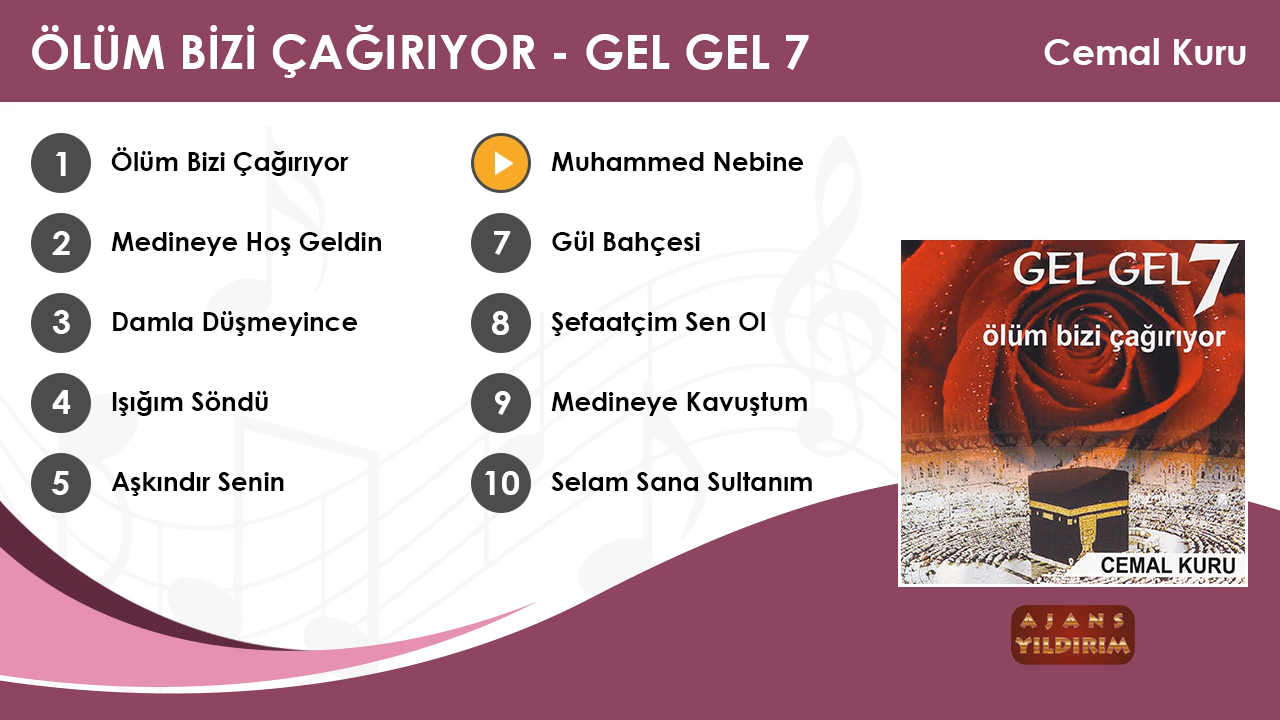 ÖLÜM BİZİ ÇAĞIRIYOR - GEL GEL 7
Cemal Kuru
1 Ölüm Bizi Çağırıyor
2 Medineye Hoş Geldin
3 Damla Düşmeyince
4 Işığım Söndü
5 Aşkındır Senin
Muhammed Nebine
7 Gül Bahçesi
8 Şefaatçim Sen Ol
9 Medineye Kavuştum
10 Selam Sana Sultanım
GEL GEL 7
ölüm bizi çağırıyor
CEMAL KURU
AJANS
YILDIRIM